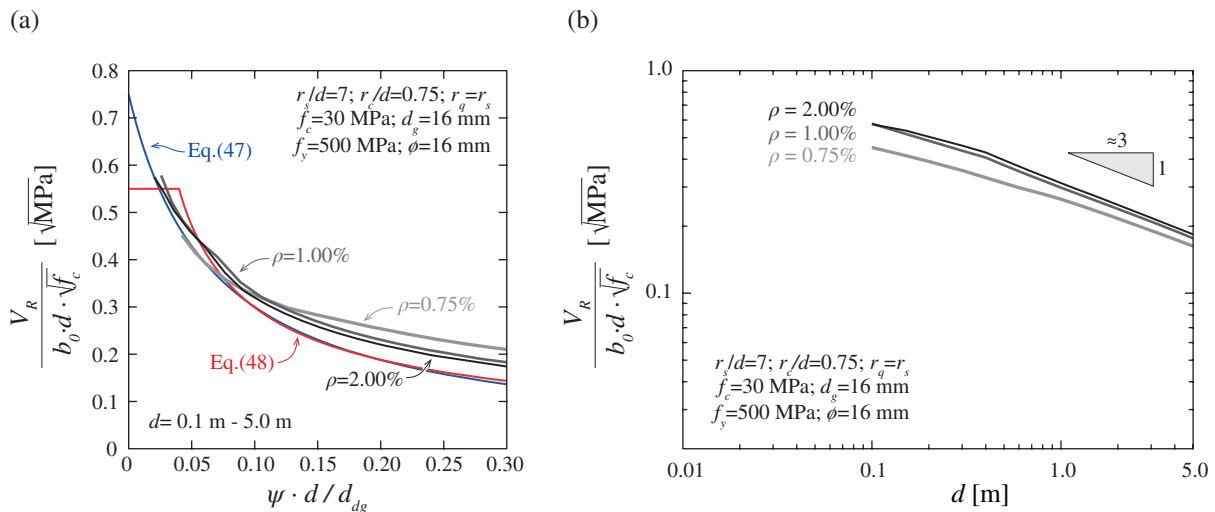 (a)
0.8
0.7
0.6
0.5
0.4
0.3
0.2
0.1
0
V_R
b_0·d·√f_c
[√MPa]
r_s/d=7; r_c/d=0.75; r_q=r_s
f_c=30 MPa; d_g=16 mm
f_y=500 MPa; ϕ=16 mm
Eq.(47)
ρ=1.00%
ρ=0.75%
Eq.(48)
ρ=2.00%
d= 0.1 m - 5.0 m
0 0.05 0.10 0.15 0.20 0.25 0.30
ψ · d / d_dg
(b)
1.0
0.1
V_R
b_0·d·√f_c
[√MPa]
ρ = 2.00%
ρ = 1.00%
ρ = 0.75%
≈3
1
r_s/d=7; r_c/d=0.75; r_q=r_s
f_c=30 MPa; d_g=16 mm
f_y=500 MPa; ϕ=16 mm
0.01 0.1 1.0 5.0
d [m]